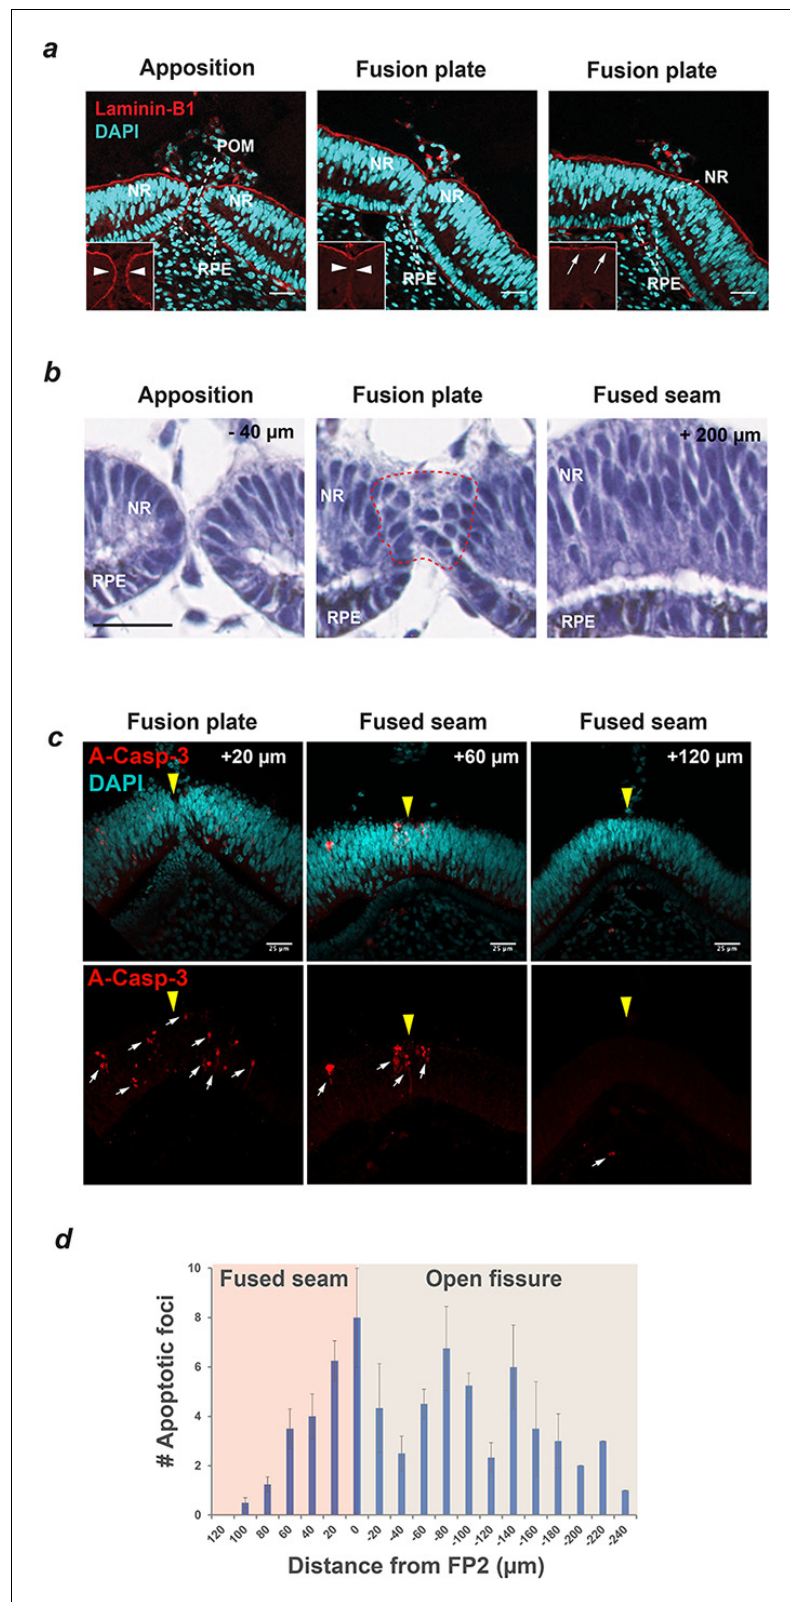 a
Apposition
Fusion plate
Fusion plate
Laminin-B1
DAPI
POM
NR
NR
RPE
NR
NR
RPE
NR
RPE
b
Apposition
Fusion plate
Fused seam
- 40 µm
NR
RPE
NR
RPE
+ 200 µm
NR
RPE
c
Fusion plate
Fused seam
Fused seam
A-Casp-3
DAPI
+20 µm
+60 µm
+120 µm
25 µm
25 µm
25 µm
A-Casp-3
d
Fused seam
Open fissure
# Apoptotic foci
10
8
6
4
2
0
120 100 80 60 40 20 0 -20 -40 -60 -80 -100 -120 -140 -160 -180 -200 -220 -240
Distance from FP2 (µm)